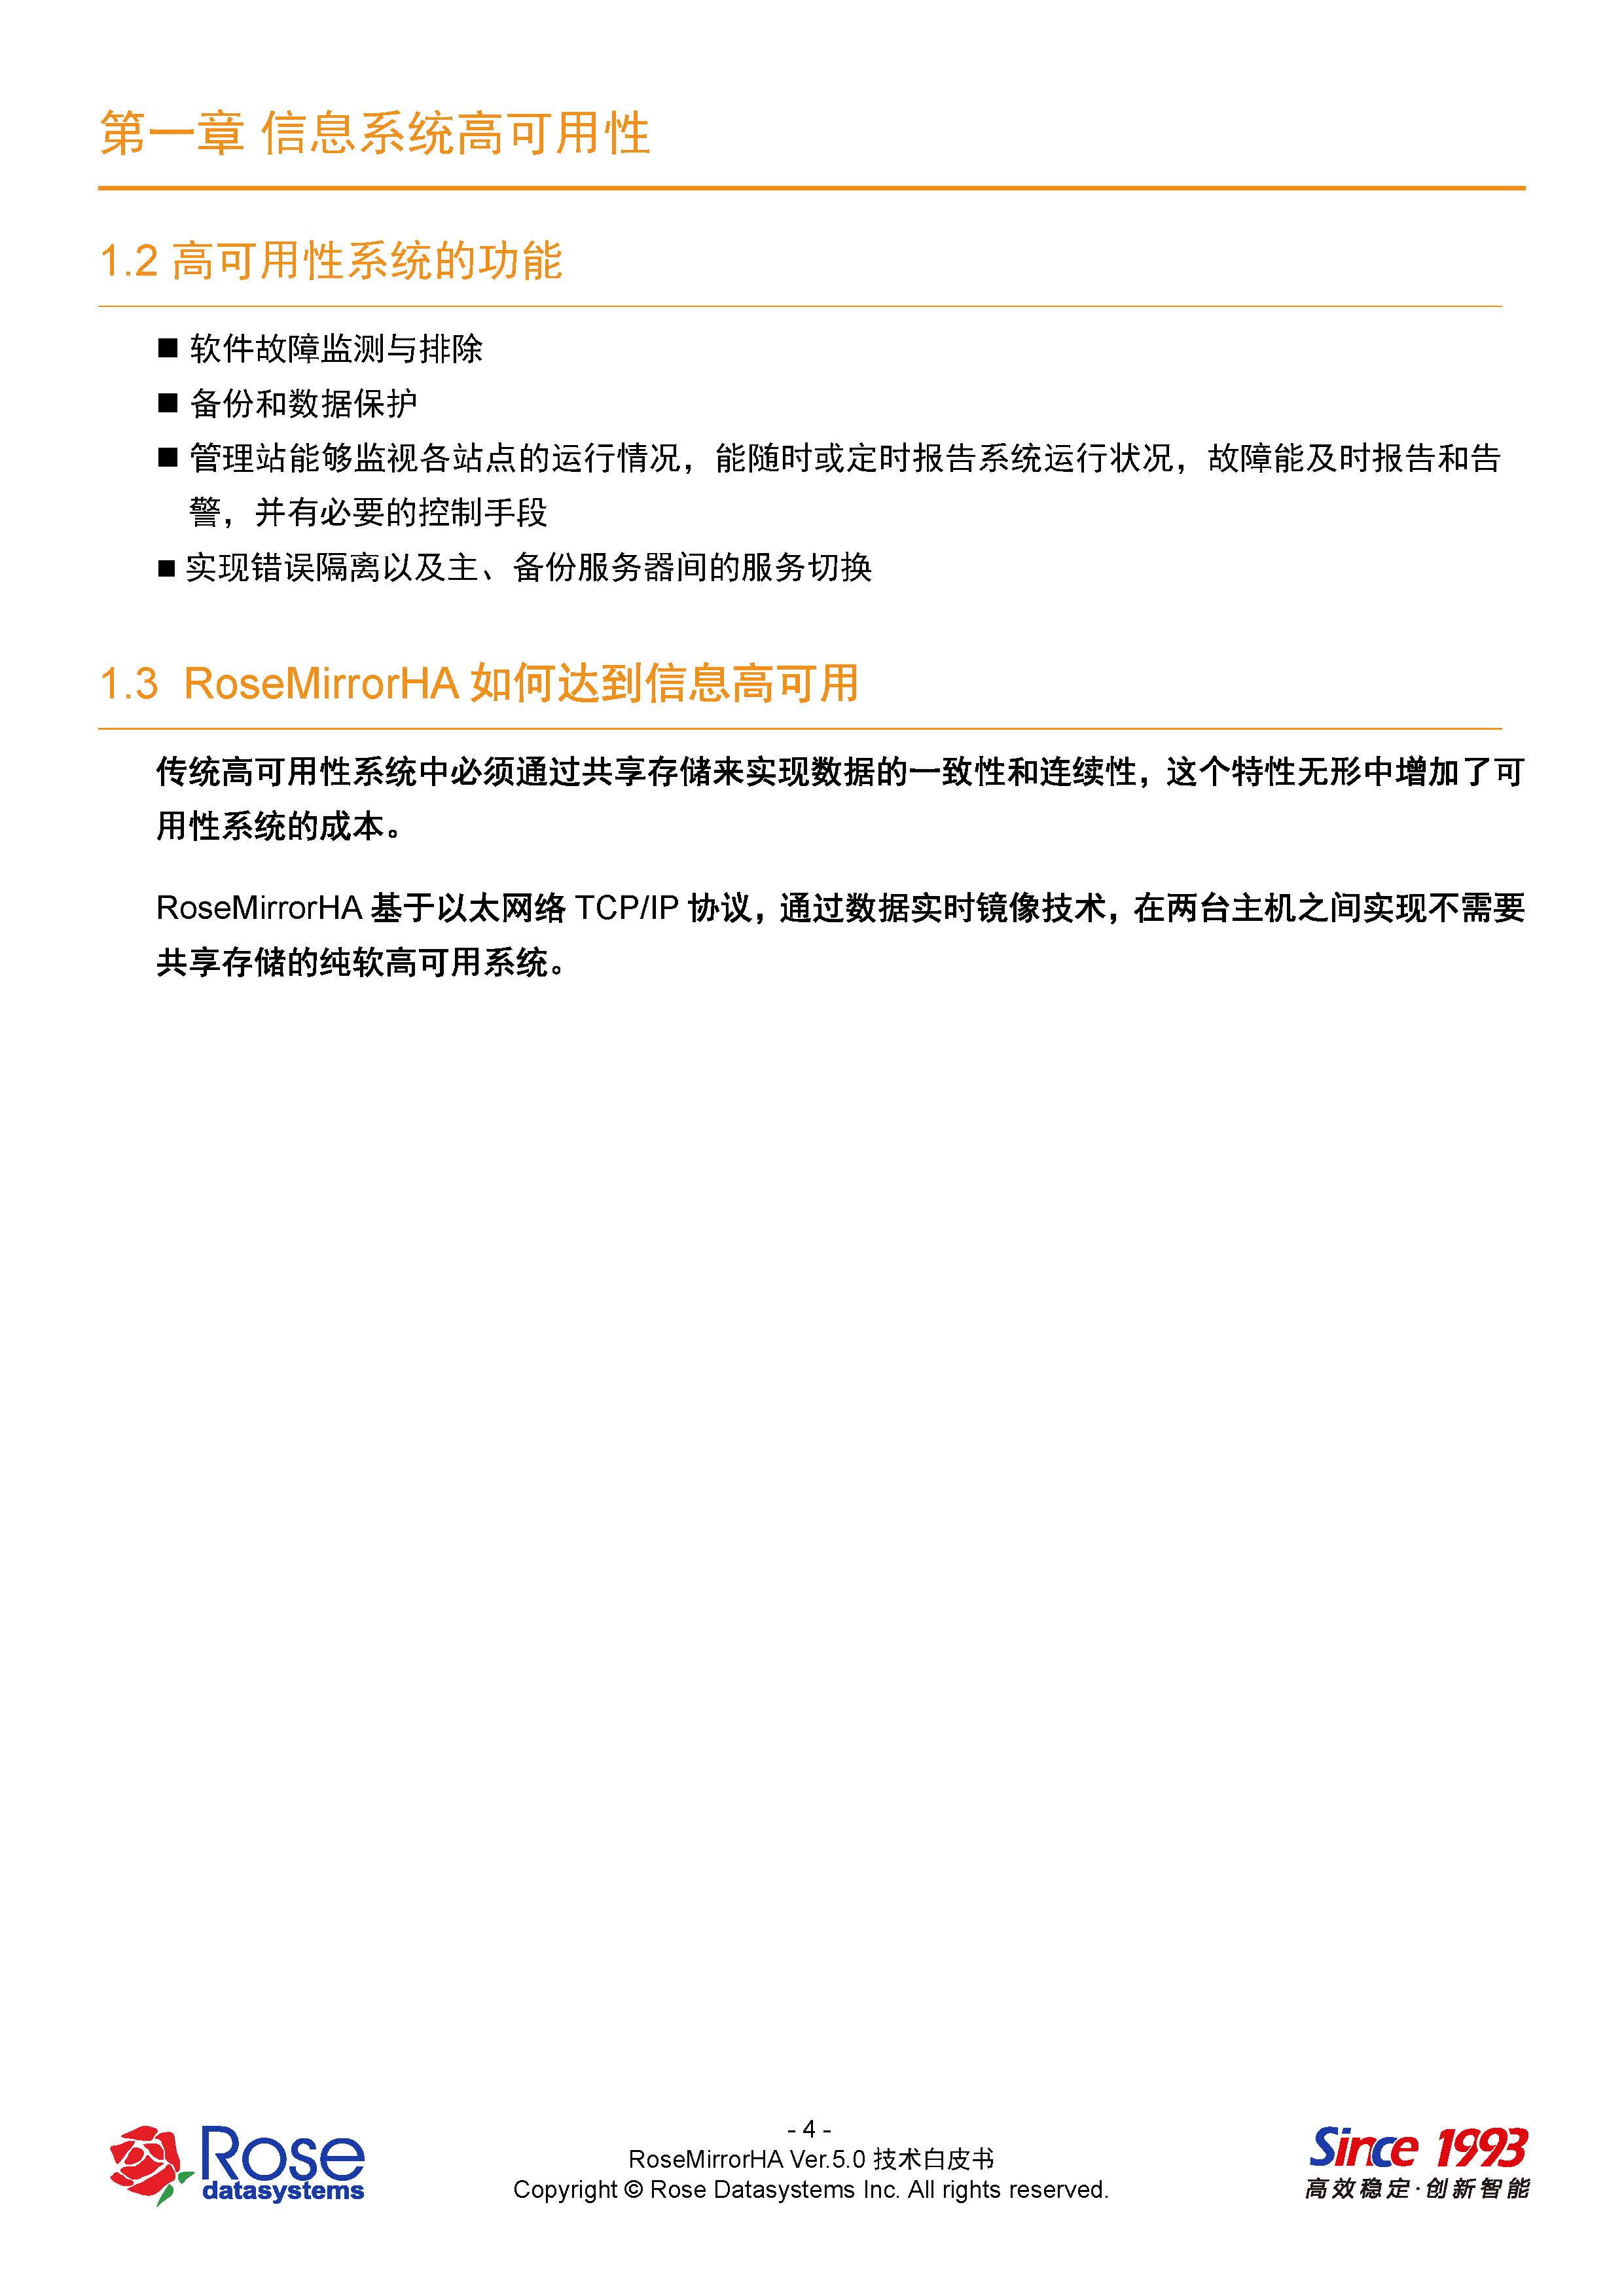 第一章 信息系统高可用性
1.2 高可用性系统的功能
■ 软件故障监测与排除
■ 备份和数据保护
■ 管理站能够监视各站点的运行情况，能随时或定时报告系统运行状况，故障能及时报告和告
警，并有必要的控制手段
■ 实现错误隔离以及主、备份服务器间的服务切换
1.3 RoseMirrorHA 如何达到信息高可用
传统高可用性系统中必须通过共享存储来实现数据的一致性和连续性，这个特性无形中增加了可
用性系统的成本。
RoseMirrorHA 基于以太网络 TCP/IP 协议，通过数据实时镜像技术，在两台主机之间实现不需要
共享存储的纯软高可用系统。
Rose
datasystems
- 4 -
RoseMirrorHA Ver.5.0 技术白皮书
Copyright © Rose Datasystems Inc. All rights reserved.
Since 1993
高效稳定·创新智能